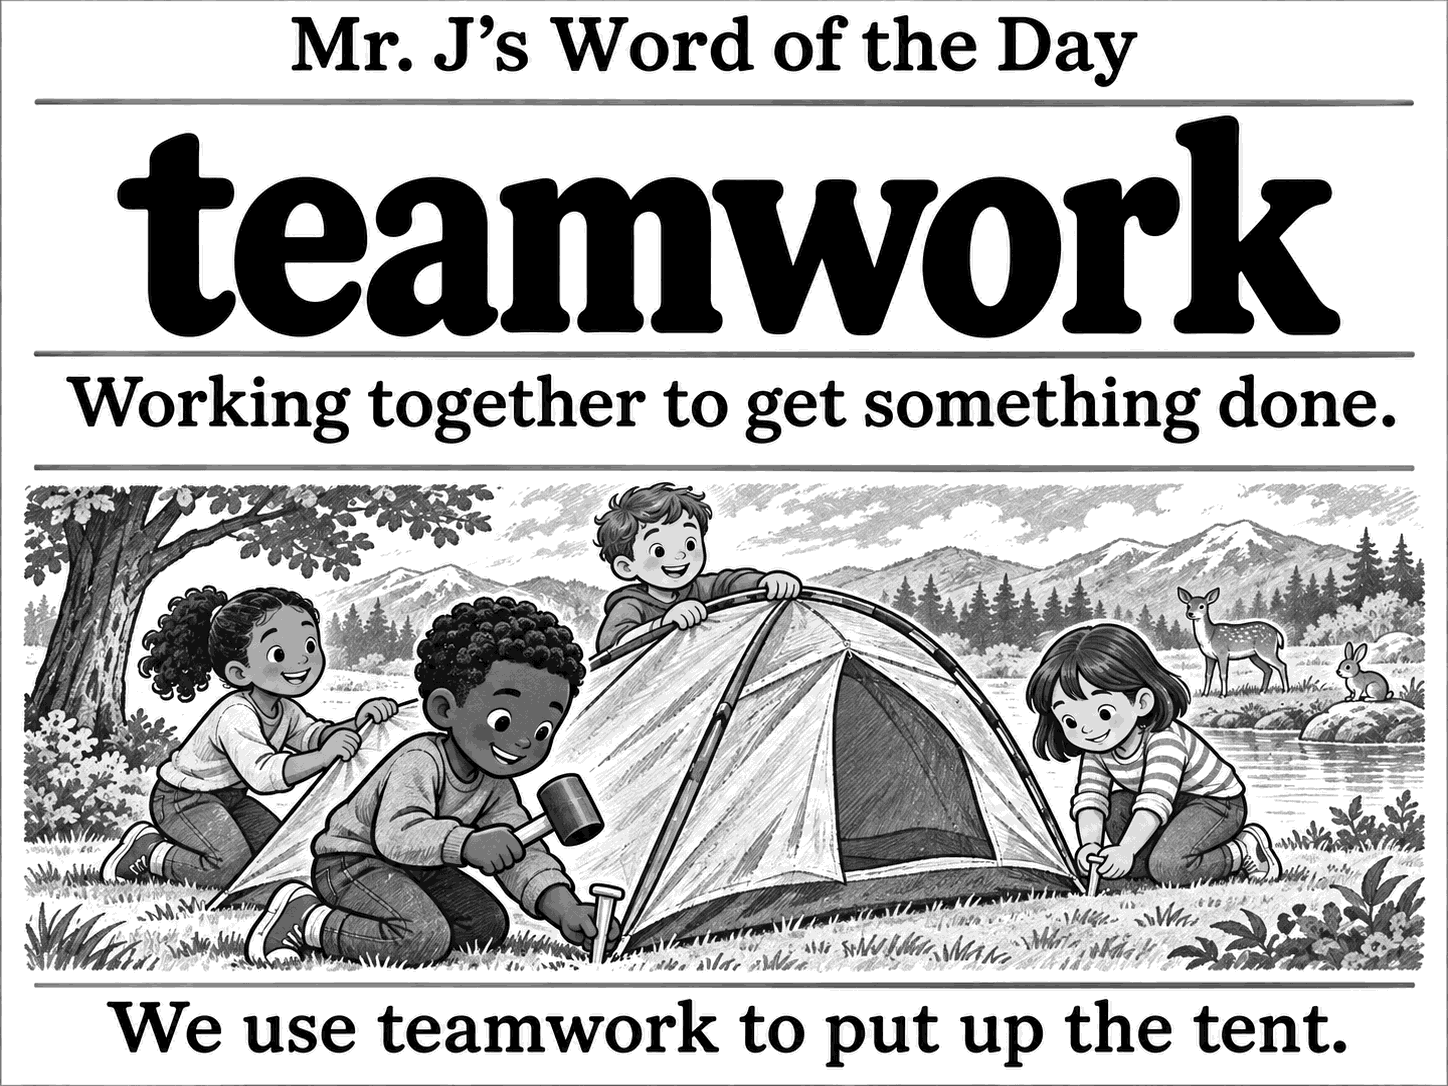 Mr. J’s Word of the Day
teamwork
Working together to get something done.
We use teamwork to put up the tent.